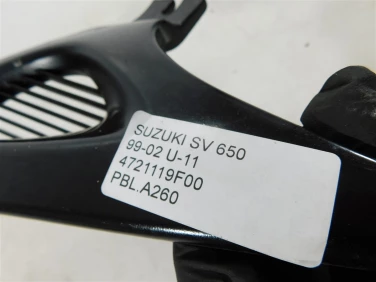 SUZUKI SV 650
99-02 U-11
4721119F00
PBL.A260